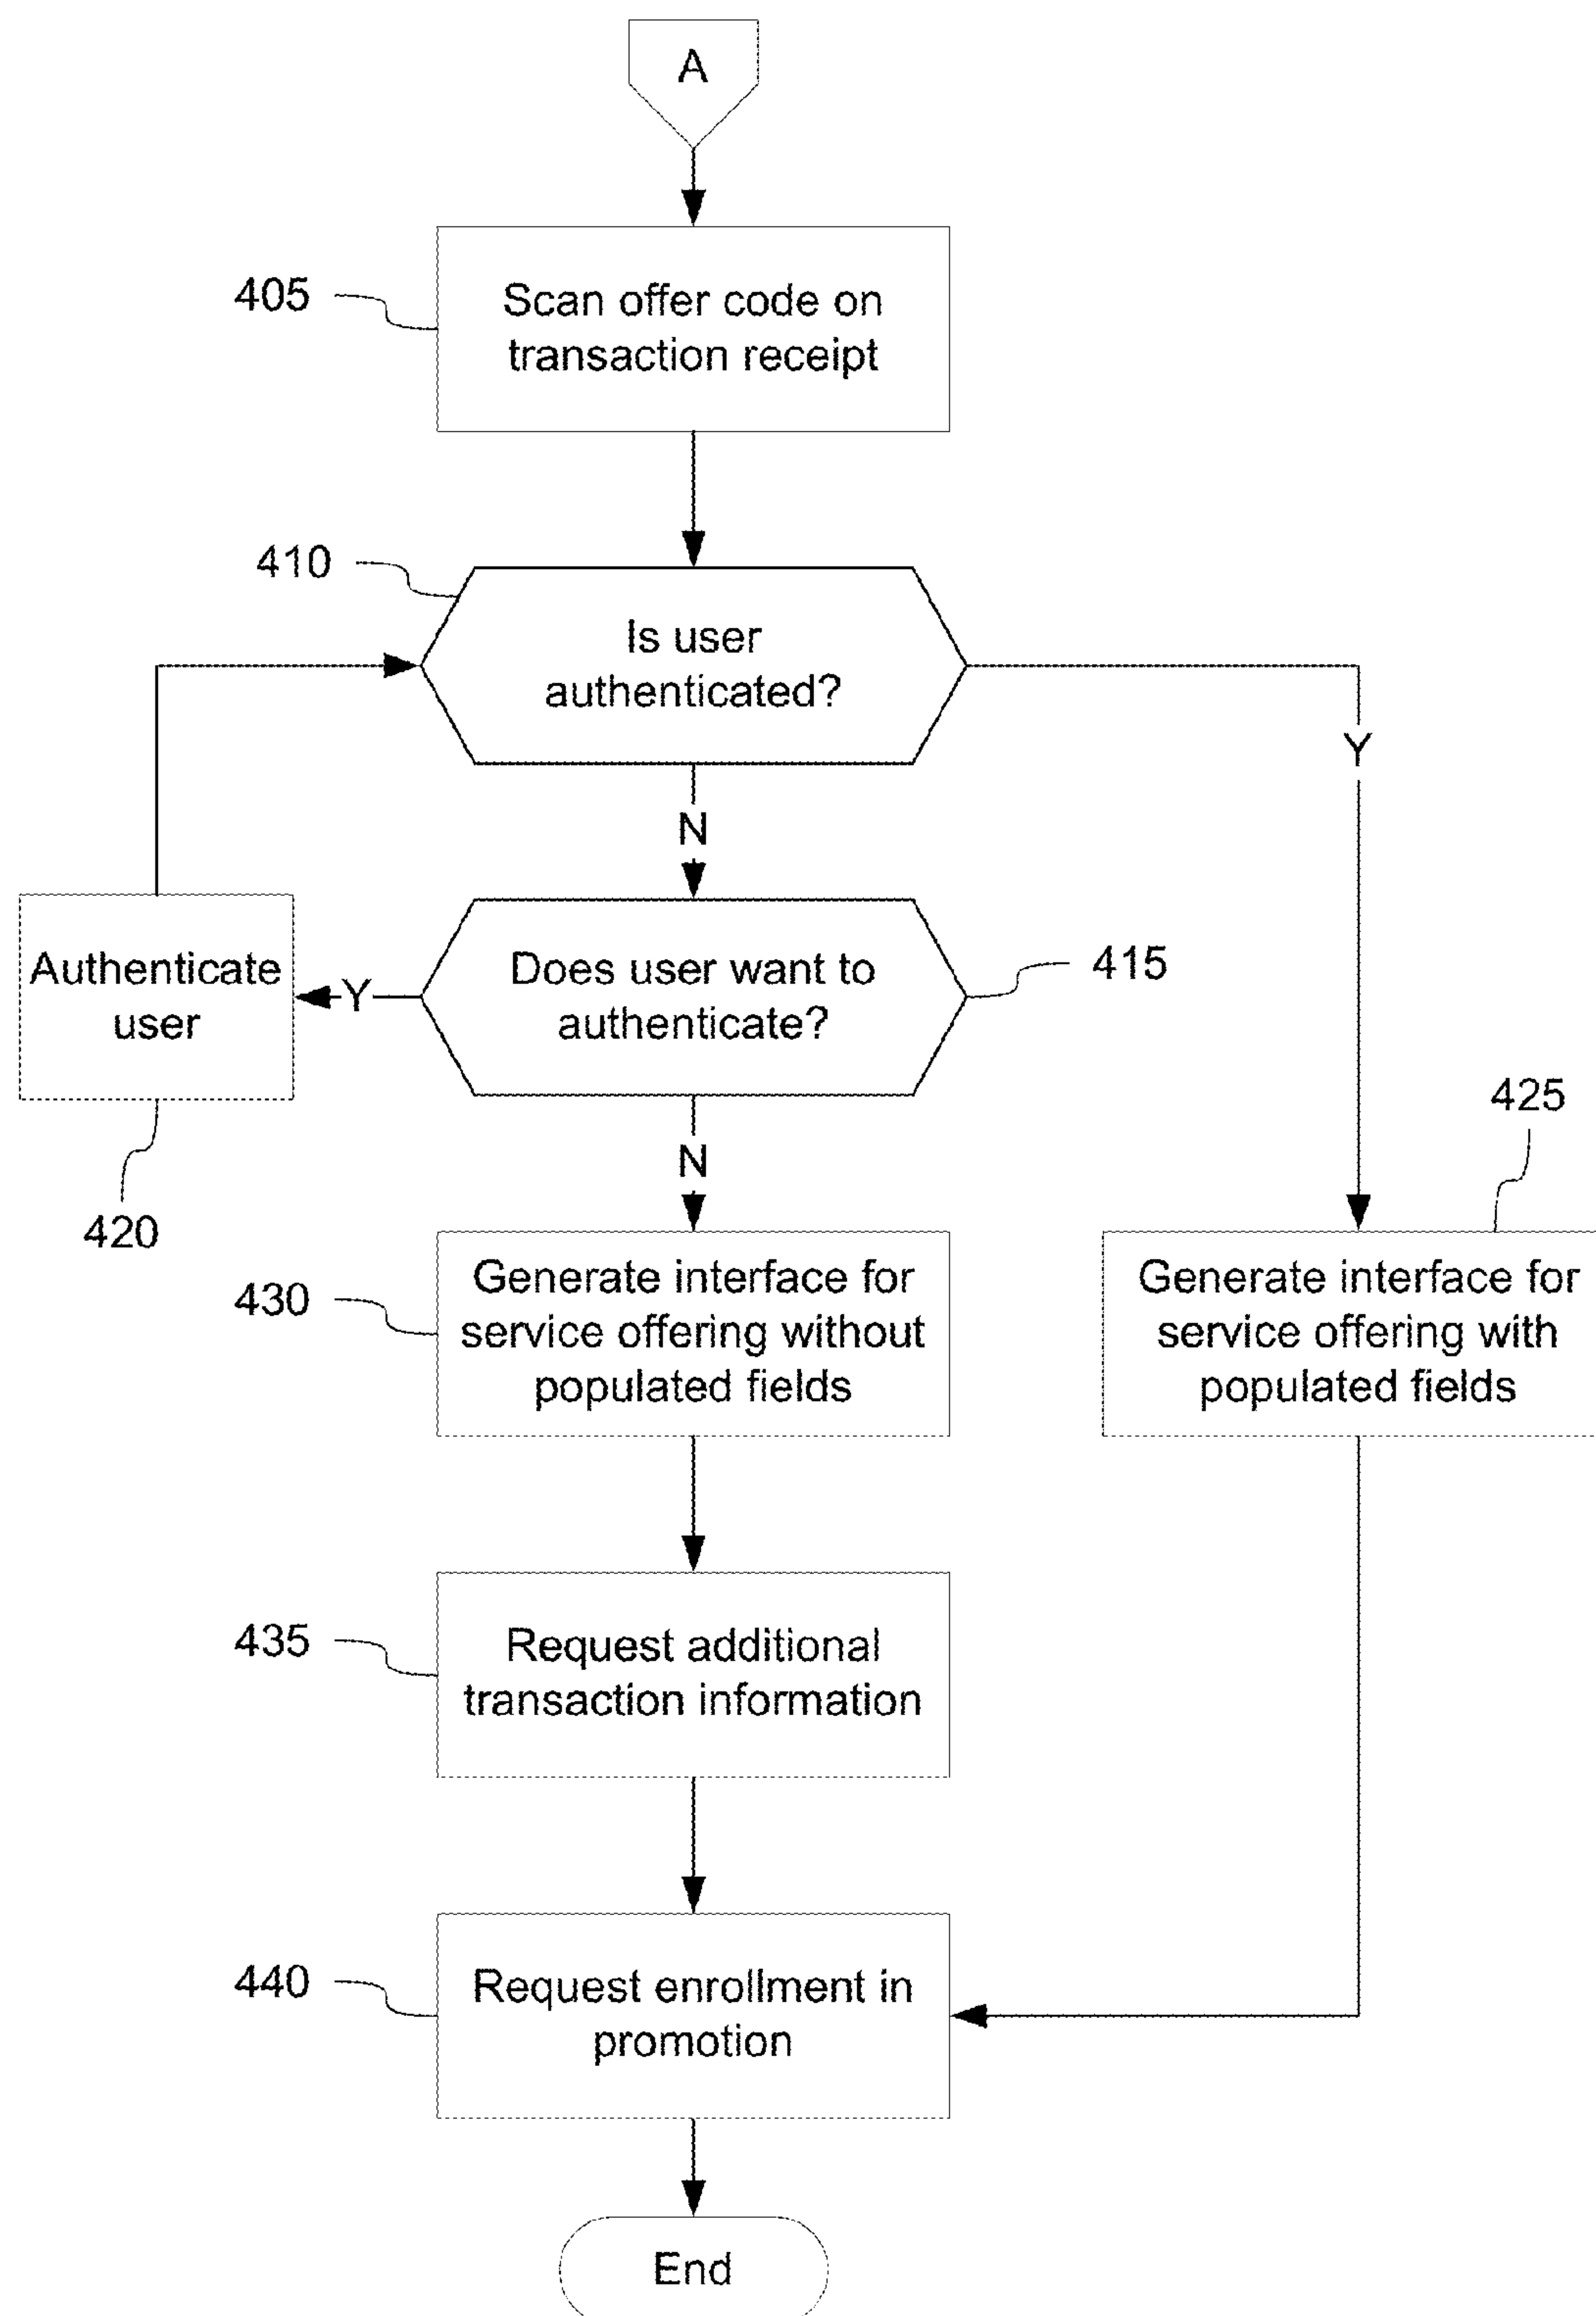 A
405
Scan offer code on
transaction receipt
410
Is user
authenticated?
Y
N
Authenticate
user
Y
Does user want to
authenticate?
415
420
N
425
430
Generate interface for
service offering without
populated fields
Generate interface for
service offering with
populated fields
435
Request additional
transaction information
440
Request enrollment in
promotion
End